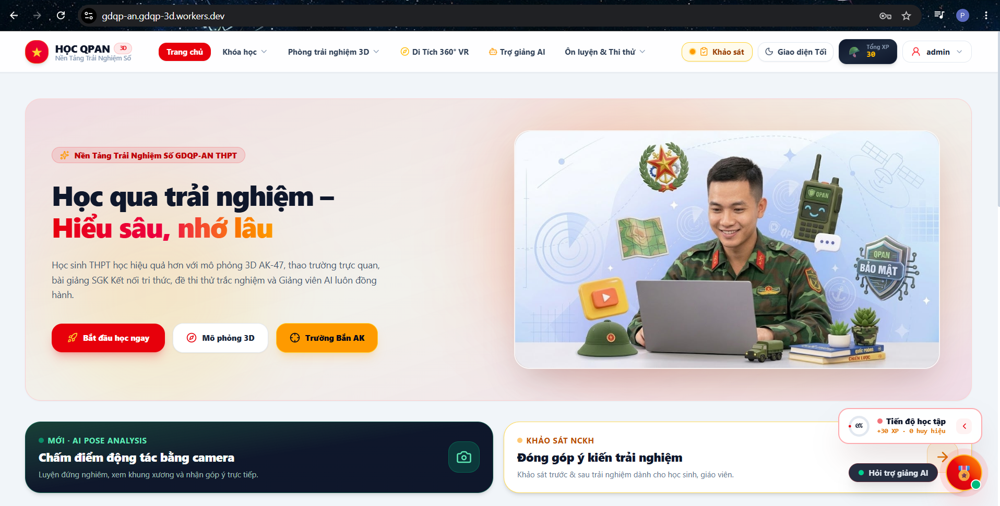 gdqp-an.gdqp-3d.workers.dev
P
HỌC QPAN 3D
Nền Tảng Trải Nghiệm Số
Trang chủ
Khóa học
Phòng trải nghiệm 3D
Di Tích 360° VR
Trợ giảng AI
Ôn luyện & Thi thử
Khảo sát
Giao diện Tối
Tổng XP
30
admin
Nền Tảng Trải Nghiệm Số GDQP-AN THPT
Học qua trải nghiệm –
Hiểu sâu, nhớ lâu
Học sinh THPT học hiệu quả hơn với mô phỏng 3D AK-47, thao trường trực quan,
bài giảng SGK Kết nối tri thức, đề thi thử trắc nghiệm và Giảng viên AI luôn đồng
hành.
Bắt đầu học ngay
Mô phỏng 3D
Trường Bắn AK
QPAN
QPAN
QPAN
BẢO MẬT
QUỐC PHÒNG
CHIẾN LƯỢC
MỚI · AI POSE ANALYSIS
Chấm điểm động tác bằng camera
Luyện đứng nghiêm, xem khung xương và nhận góp ý trực tiếp.
KHẢO SÁT NCKH
Đóng góp ý kiến trải nghiệm
Khảo sát trước & sau trải nghiệm dành cho học sinh, giáo viên.
0%
Tiến độ học tập
+30 XP · 0 huy hiệu
Hỏi trợ giảng AI